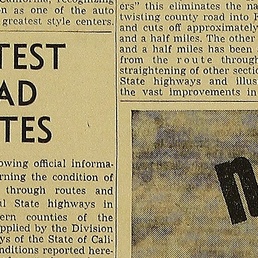 on as one of the auto
greatest style centers.
TEST
AD
TES
owing official informa-
rning the condition of
through routes and
l State highways in
ern counties of the
pplied by the Division
ys of the State of Cali-
nditions reported here-
ers" this eliminates the na
twisting county road into H
and cuts off approximately
and a half miles. The other
and a half miles has been
from the route through
straightening of other secti
State highways and illus
the vast improvements in
n